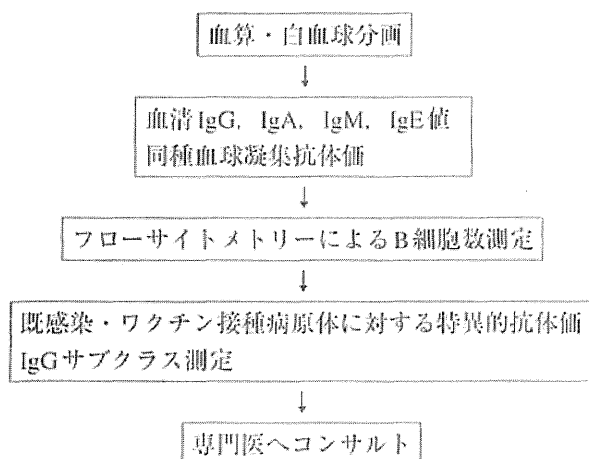 血算・白血球分画
血清IgG, IgA, IgM, IgE値
同種血球凝集抗体価
フローサイトメトリーによるB細胞数測定
既感染・ワクチン接種病原体に対する特異的抗体価
IgGサブクラス測定
専門医へコンサルト